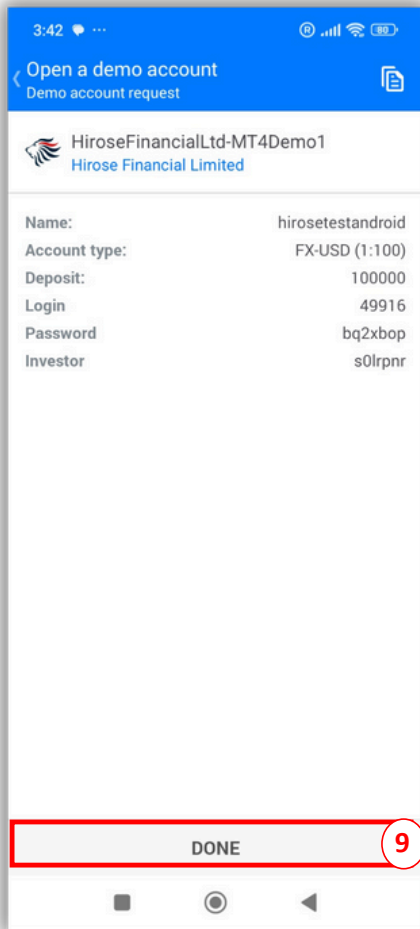 3:42
80
Open a demo account
Demo account request
HiroseFinancialLtd-MT4Demo1
Hirose Financial Limited
Name: hirosetestandroid
Account type: FX-USD (1:100)
Deposit: 100000
Login 49916
Password bq2xbop
Investor s0lrpnr
DONE
9